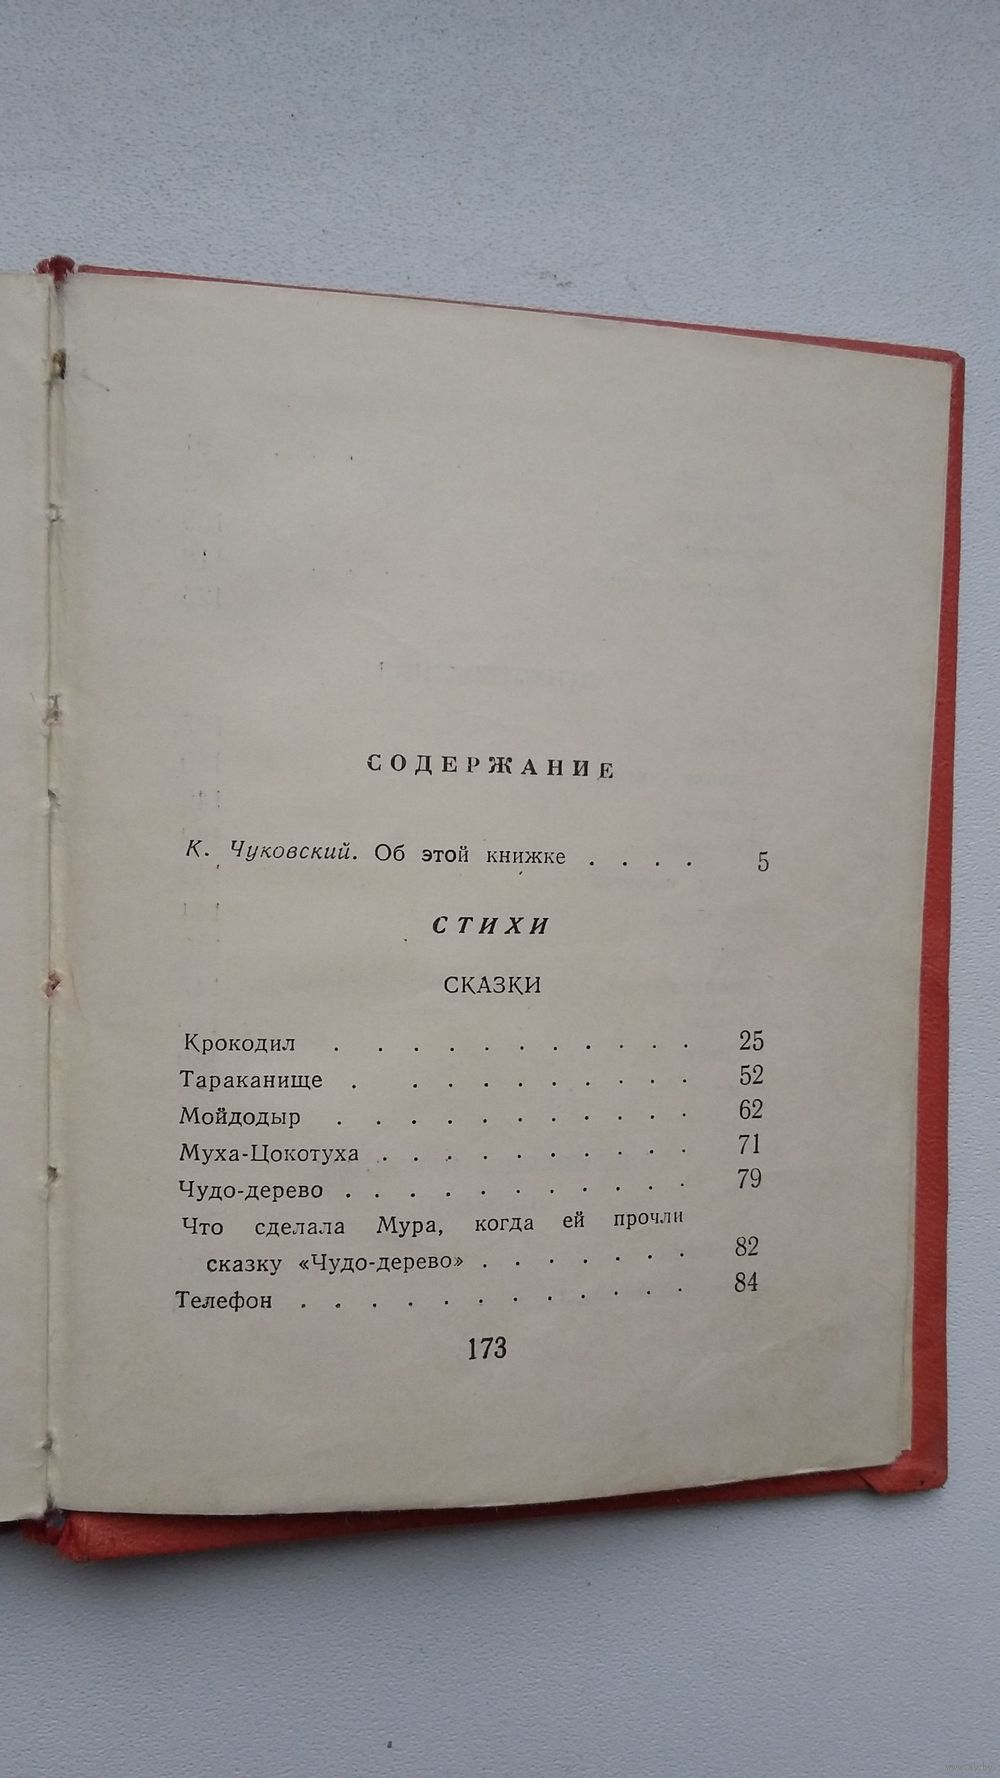 СОДЕРЖАНИЕ
К. Чуковский. Об этой книжке . . . . 5
СТИХИ
СКАЗКИ
Крокодил . . . . . . . . . . . 25
Тараканище . . . . . . . . . . 52
Мойдодыр . . . . . . . . . . . 62
Муха-Цокотуха . . . . . . . . . . 71
Чудо-дерево . . . . . . . . . . . 79
Что сделала Мура, когда ей прочли
сказку «Чудо-дерево» . . . . . . . 82
Телефон . . . . . . . . . . . . 84
173